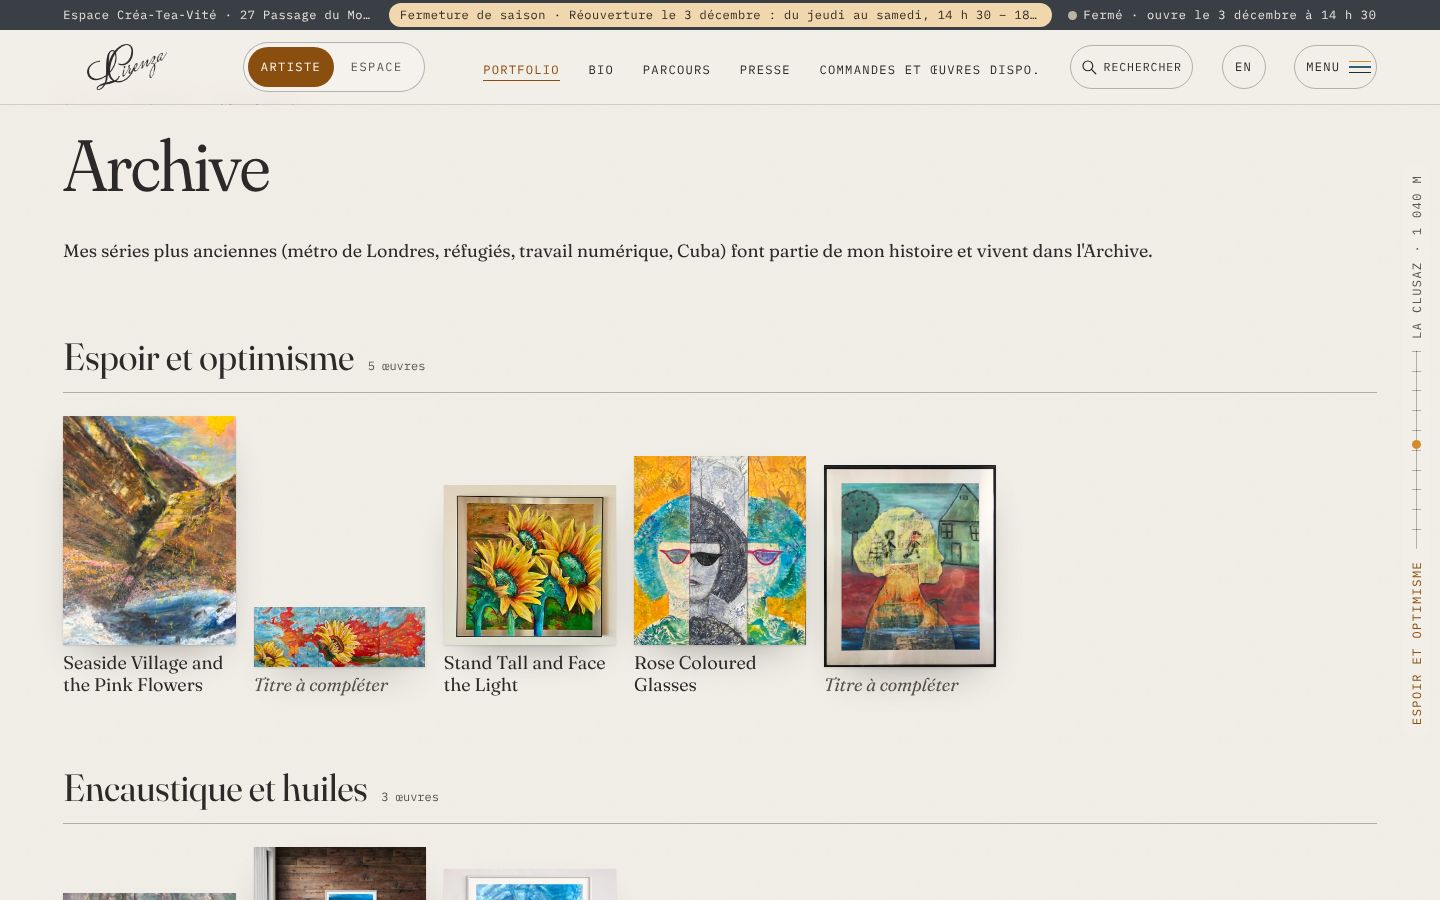 Espace Créa-Tea-Vité · 27 Passage du Mo…
Fermeture de saison · Réouverture le 3 décembre : du jeudi au samedi, 14 h 30 – 18…
Fermé · ouvre le 3 décembre à 14 h 30
Lisenza
ARTISTE
ESPACE
PORTFOLIO
BIO
PARCOURS
PRESSE
COMMANDES ET ŒUVRES DISPO.
RECHERCHER
EN
MENU
Archive
Mes séries plus anciennes (métro de Londres, réfugiés, travail numérique, Cuba) font partie de mon histoire et vivent dans l'Archive.
Espoir et optimisme 5 œuvres
Seaside Village and
the Pink Flowers
Titre à compléter
Stand Tall and Face
the Light
Rose Coloured
Glasses
Titre à compléter
Encaustique et huiles 3 œuvres
LA CLUSAZ · 1 040 M
ESPOIR ET OPTIMISME